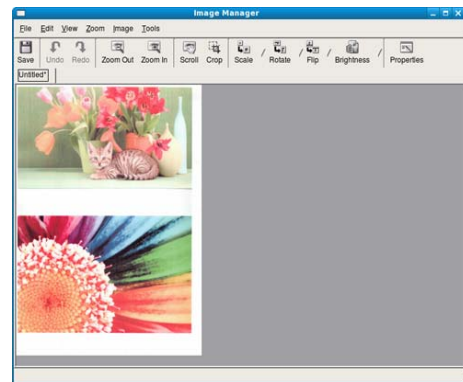 Image Manager
File Edit View Zoom Image Tools
Save Undo Redo Zoom Out Zoom In Scroll Crop Scale / Rotate / Flip / Brightness / Properties
Untitled*